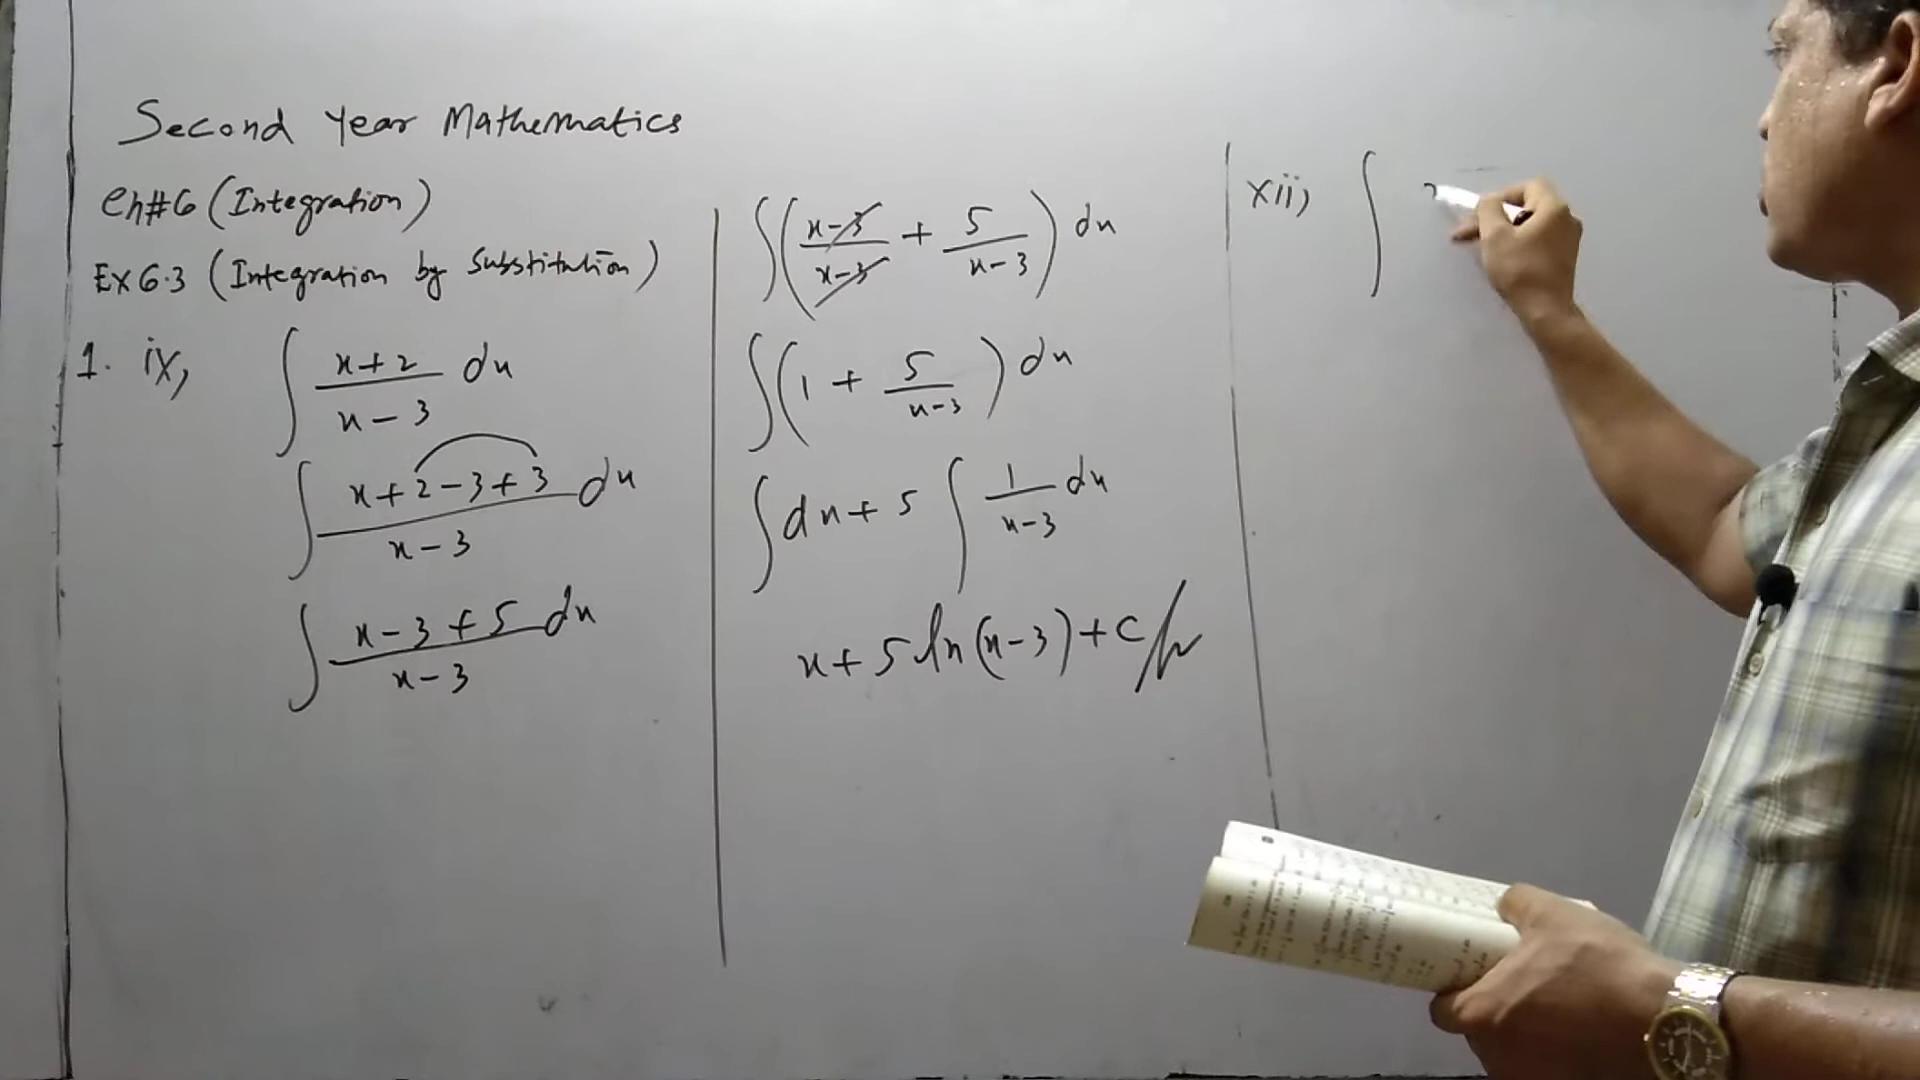 Second Year Mathematics
Ch#6 (Integration)
Ex 6.3 (Integration by Substitution)
1. ix, ∫ x+2 / x-3 dx
∫ x+2-3+3 / x-3 dx
∫ x-3+5 / x-3 dx
∫(x-3 / x-3 + 5 / x-3) dx
∫(1 + 5 / x-3) dx
∫dx + 5 ∫ 1 / x-3 dx
x + 5 ln(x-3) + c
xii) ∫